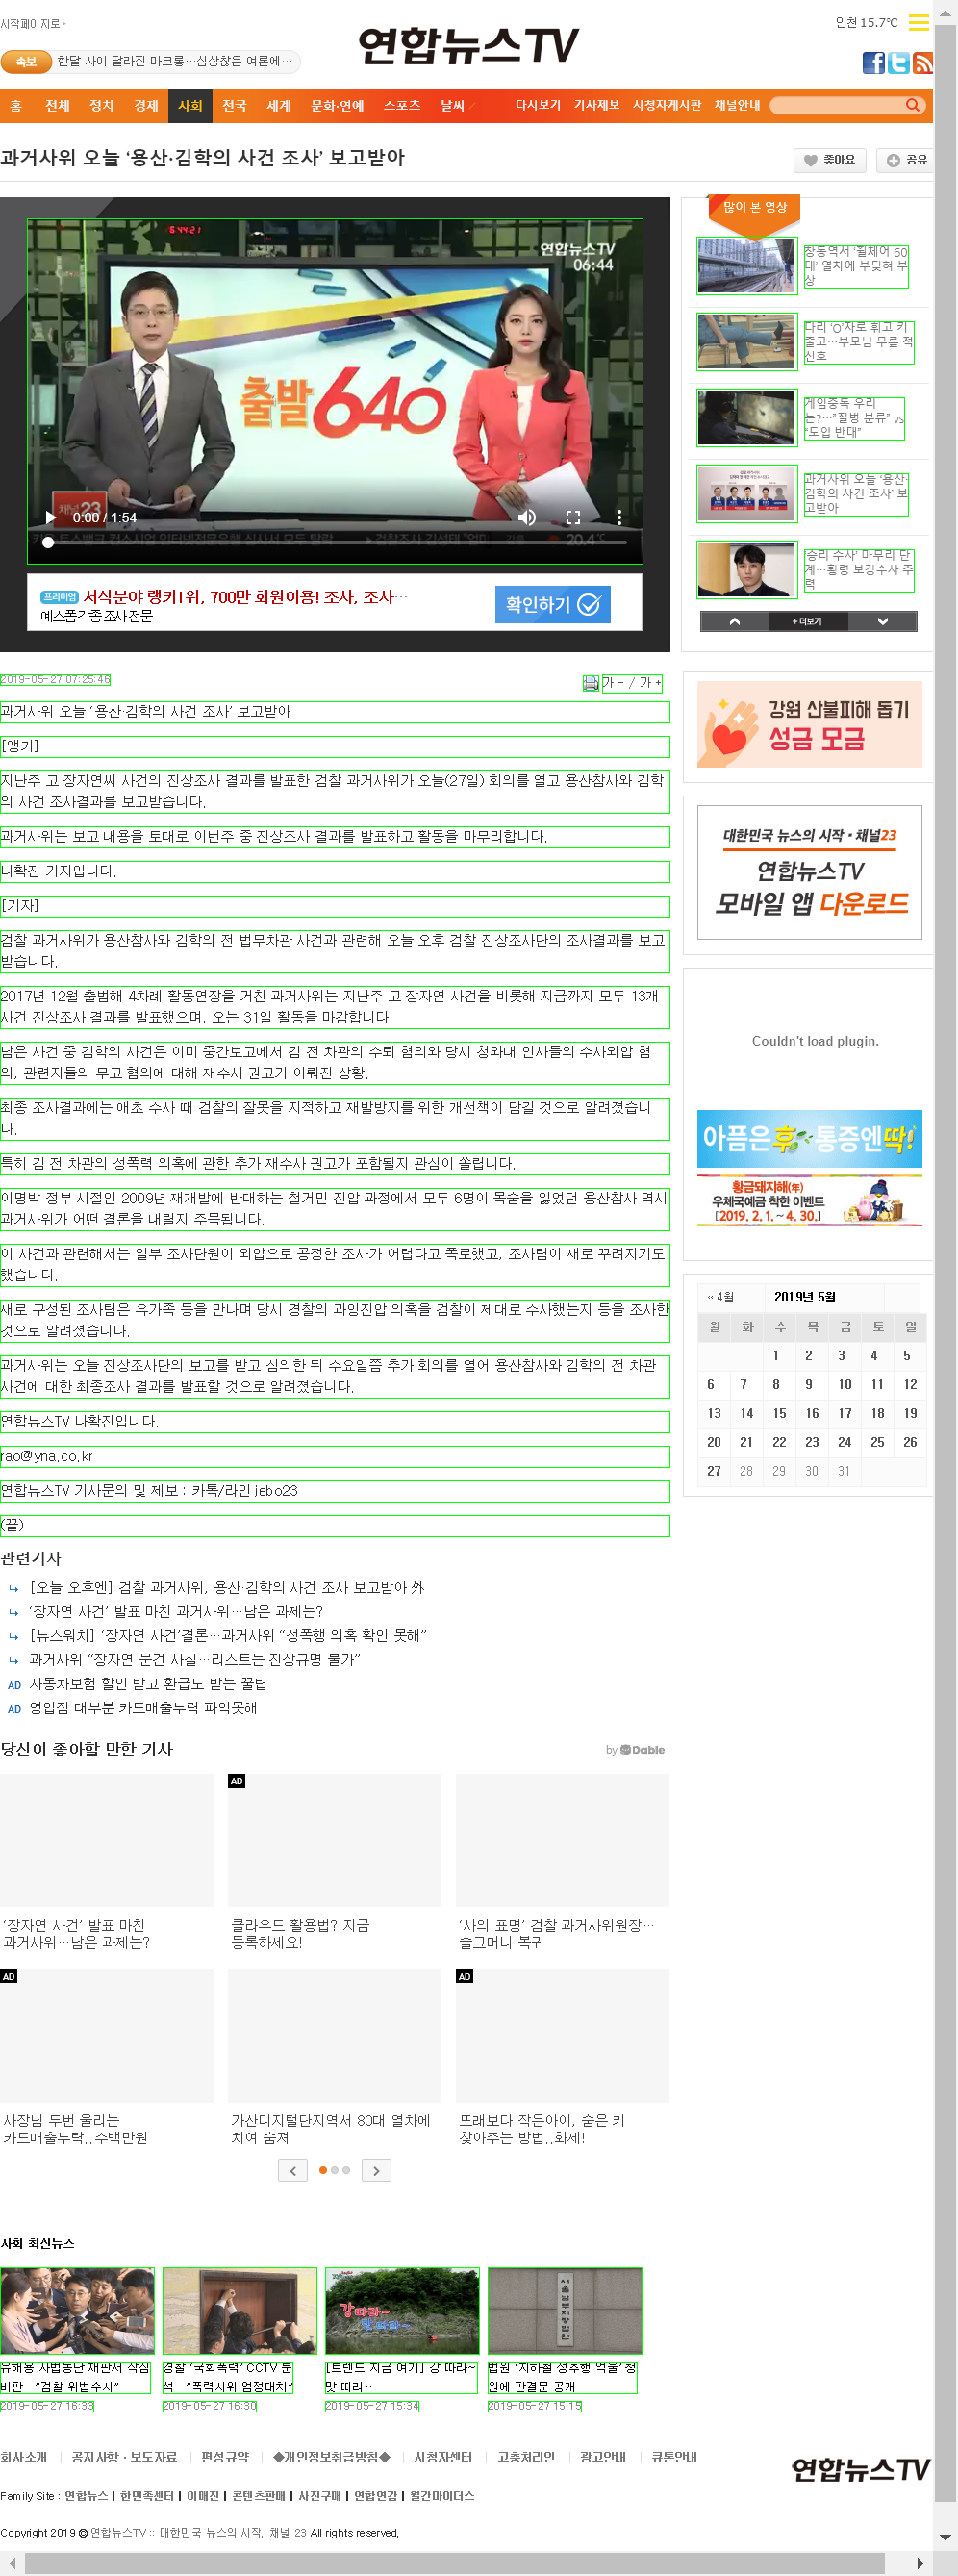 시작페이지로 >
인천 15.7℃
연합뉴스TV
속보 한달 사이 달라진 마크롱…심상찮은 여론에…
홈 전체 정치 경제 사회 전국 세계 문화·연예 스포츠 날씨 다시보기 기사제보 시청자게시판 채널안내
과거사위 오늘 ‘용산·김학의 사건 조사’ 보고받아
좋아요 공유
많이 본 영상
6:44:21
연합뉴스TV
06:44
출발 640
채널 23
0:00 / 1:54
20.4°
프리미엄 서식분야 랭키1위, 700만 회원이용! 조사, 조사…
예스폼 각종 조사 전문
확인하기
창동역서 '휠체어 60
대' 열차에 부딪혀 부
상
다리 ‘O’자로 휘고 키
줄고…부모님 무릎 적
신호
게임중독 우리
는?…"질병 분류" vs
"도입 반대"
과거사위 오늘 ‘용산·
김학의 사건 조사’ 보
고받아
'승리 수사' 마무리 단
계…횡령 보강수사 주
력
+ 더보기
2019-05-27 07:25:46
가 - / 가 +
과거사위 오늘 ‘용산·김학의 사건 조사’ 보고받아
[앵커]
지난주 고 장자연씨 사건의 진상조사 결과를 발표한 검찰 과거사위가 오늘(27일) 회의를 열고 용산참사와 김학
의 사건 조사결과를 보고받습니다.
과거사위는 보고 내용을 토대로 이번주 중 진상조사 결과를 발표하고 활동을 마무리합니다.
나확진 기자입니다.
[기자]
검찰 과거사위가 용산참사와 김학의 전 법무차관 사건과 관련해 오늘 오후 검찰 진상조사단의 조사결과를 보고
받습니다.
2017년 12월 출범해 4차례 활동연장을 거친 과거사위는 지난주 고 장자연 사건을 비롯해 지금까지 모두 13개
사건 진상조사 결과를 발표했으며, 오는 31일 활동을 마감합니다.
남은 사건 중 김학의 사건은 이미 중간보고에서 김 전 차관의 수뢰 혐의와 당시 청와대 인사들의 수사외압 혐
의, 관련자들의 무고 혐의에 대해 재수사 권고가 이뤄진 상황.
최종 조사결과에는 애초 수사 때 검찰의 잘못을 지적하고 재발방지를 위한 개선책이 담길 것으로 알려졌습니
다.
특히 김 전 차관의 성폭력 의혹에 관한 추가 재수사 권고가 포함될지 관심이 쏠립니다.
이명박 정부 시절인 2009년 재개발에 반대하는 철거민 진압 과정에서 모두 6명이 목숨을 잃었던 용산참사 역시
과거사위가 어떤 결론을 내릴지 주목됩니다.
이 사건과 관련해서는 일부 조사단원이 외압으로 공정한 조사가 어렵다고 폭로했고, 조사팀이 새로 꾸려지기도
했습니다.
새로 구성된 조사팀은 유가족 등을 만나며 당시 경찰의 과잉진압 의혹을 검찰이 제대로 수사했는지 등을 조사한
것으로 알려졌습니다.
과거사위는 오늘 진상조사단의 보고를 받고 심의한 뒤 수요일쯤 추가 회의를 열어 용산참사와 김학의 전 차관
사건에 대한 최종조사 결과를 발표할 것으로 알려졌습니다.
연합뉴스TV 나확진입니다.
rao@yna.co.kr
연합뉴스TV 기사문의 및 제보 : 카톡/라인 jebo23
(끝)
강원 산불피해 돕기
성금 모금
대한민국 뉴스의 시작 · 채널23
연합뉴스TV
모바일 앱 다운로드
Couldn't load plugin.
아픔은 후~ 통증엔 딱!
황금돼지해(年)
우체국예금 착한 이벤트
[2019. 2. 1. ~ 4. 30.]
‹‹ 4월 2019년 5월
월 화 수 목 금 토 일
1 2 3 4 5
6 7 8 9 10 11 12
13 14 15 16 17 18 19
20 21 22 23 24 25 26
27 28 29 30 31
관련기사
[오늘 오후엔] 검찰 과거사위, 용산·김학의 사건 조사 보고받아 外
‘장자연 사건’ 발표 마친 과거사위…남은 과제는?
[뉴스워치] ‘장자연 사건’결론…과거사위 “성폭행 의혹 확인 못해”
과거사위 “장자연 문건 사실…리스트는 진상규명 불가”
AD 자동차보험 할인 받고 환급도 받는 꿀팁
AD 영업점 대부분 카드매출누락 파악못해
당신이 좋아할 만한 기사
by Dable
AD
‘장자연 사건’ 발표 마친
과거사위…남은 과제는?
클라우드 활용법? 지금
등록하세요!
‘사의 표명’ 검찰 과거사위원장…
슬그머니 복귀
AD
AD
사장님 두번 울리는
카드매출누락..수백만원
가산디지털단지역서 80대 열차에
치여 숨져
또래보다 작은아이, 숨은 키
찾아주는 방법..화제!
사회 최신뉴스
강따라~
맛따라~
서울남부지방법원
유해용 사법농단 재판서 작심
비판…“검찰 위법수사”
2019-05-27 16:33
경찰 ‘국회폭력’ CCTV 분
석…“폭력시위 엄정대처”
2019-05-27 16:30
[트렌드 지금 여기] 강 따라~
맛 따라~
2019-05-27 15:34
법원 ‘지하철 성추행 억울’ 청
원에 판결문 공개
2019-05-27 15:15
회사소개 공지사항 · 보도자료 편성규약 ◆개인정보취급방침◆ 시청자센터 고충처리인 광고안내 큐톤안내
연합뉴스TV
Family Site : 연합뉴스 | 한민족센터 | 이매진 | 콘텐츠판매 | 사진구매 | 연합연감 | 월간마이더스
Copyright 2019 © 연합뉴스TV :: 대한민국 뉴스의 시작, 채널 23 All rights reserved.